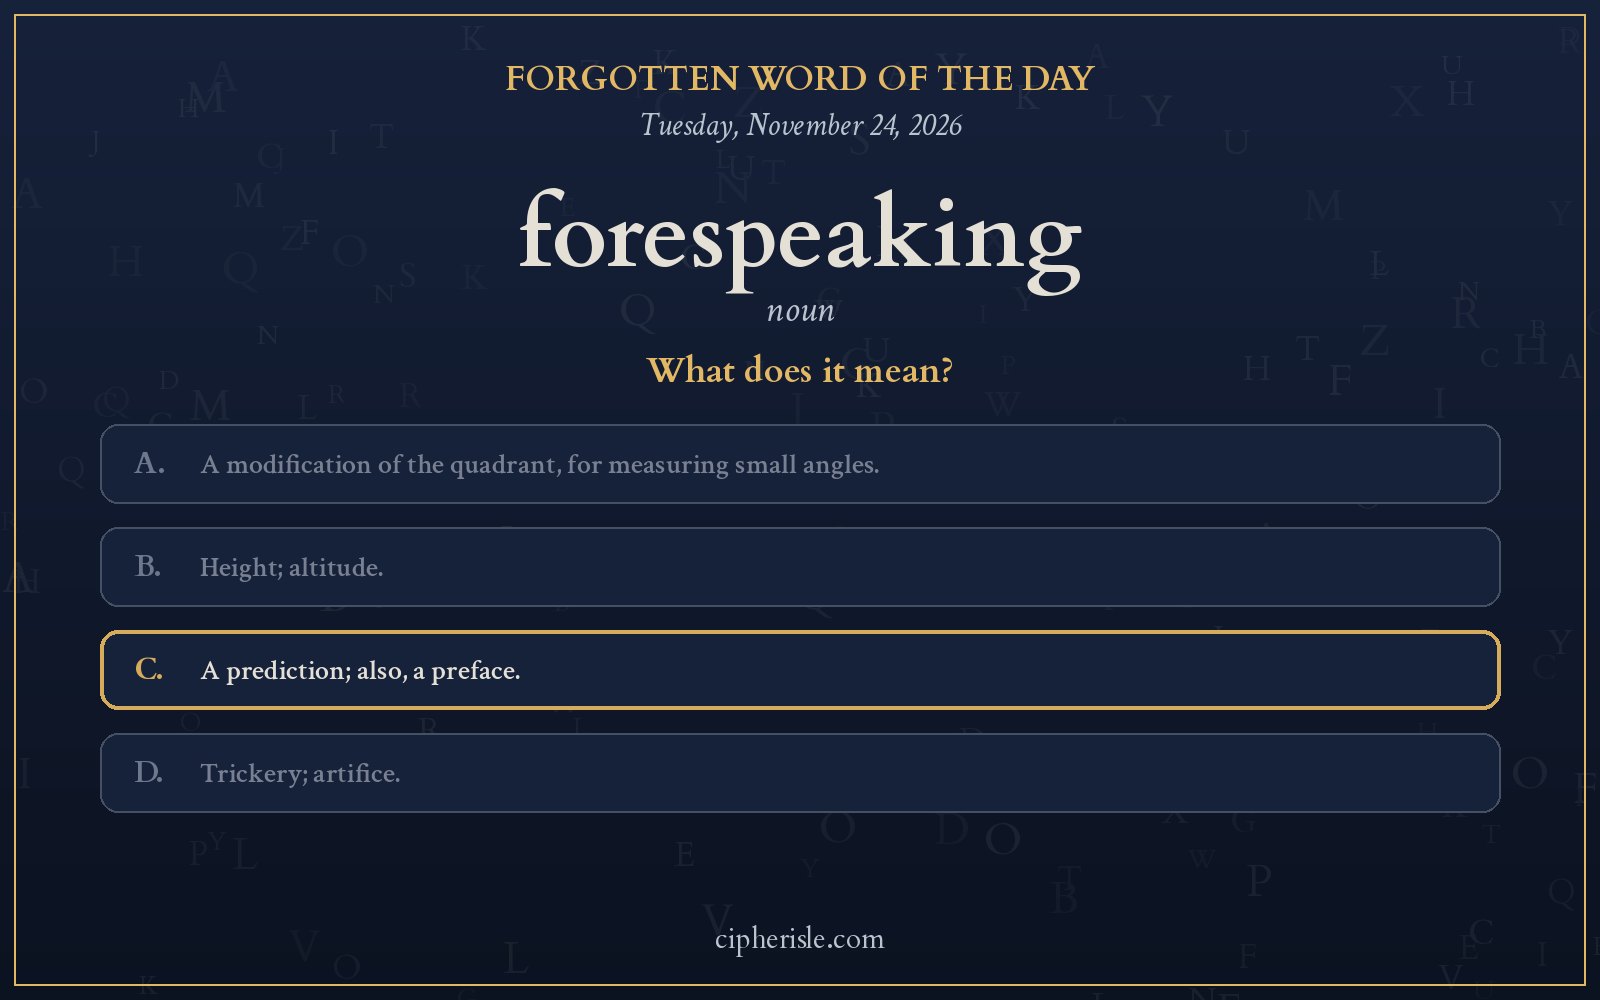 FORGOTTEN WORD OF THE DAY
Tuesday, November 24, 2026
forespeaking
noun
What does it mean?
A. A modification of the quadrant, for measuring small angles.
B. Height; altitude.
C. A prediction; also, a preface.
D. Trickery; artifice.
cipherisle.com